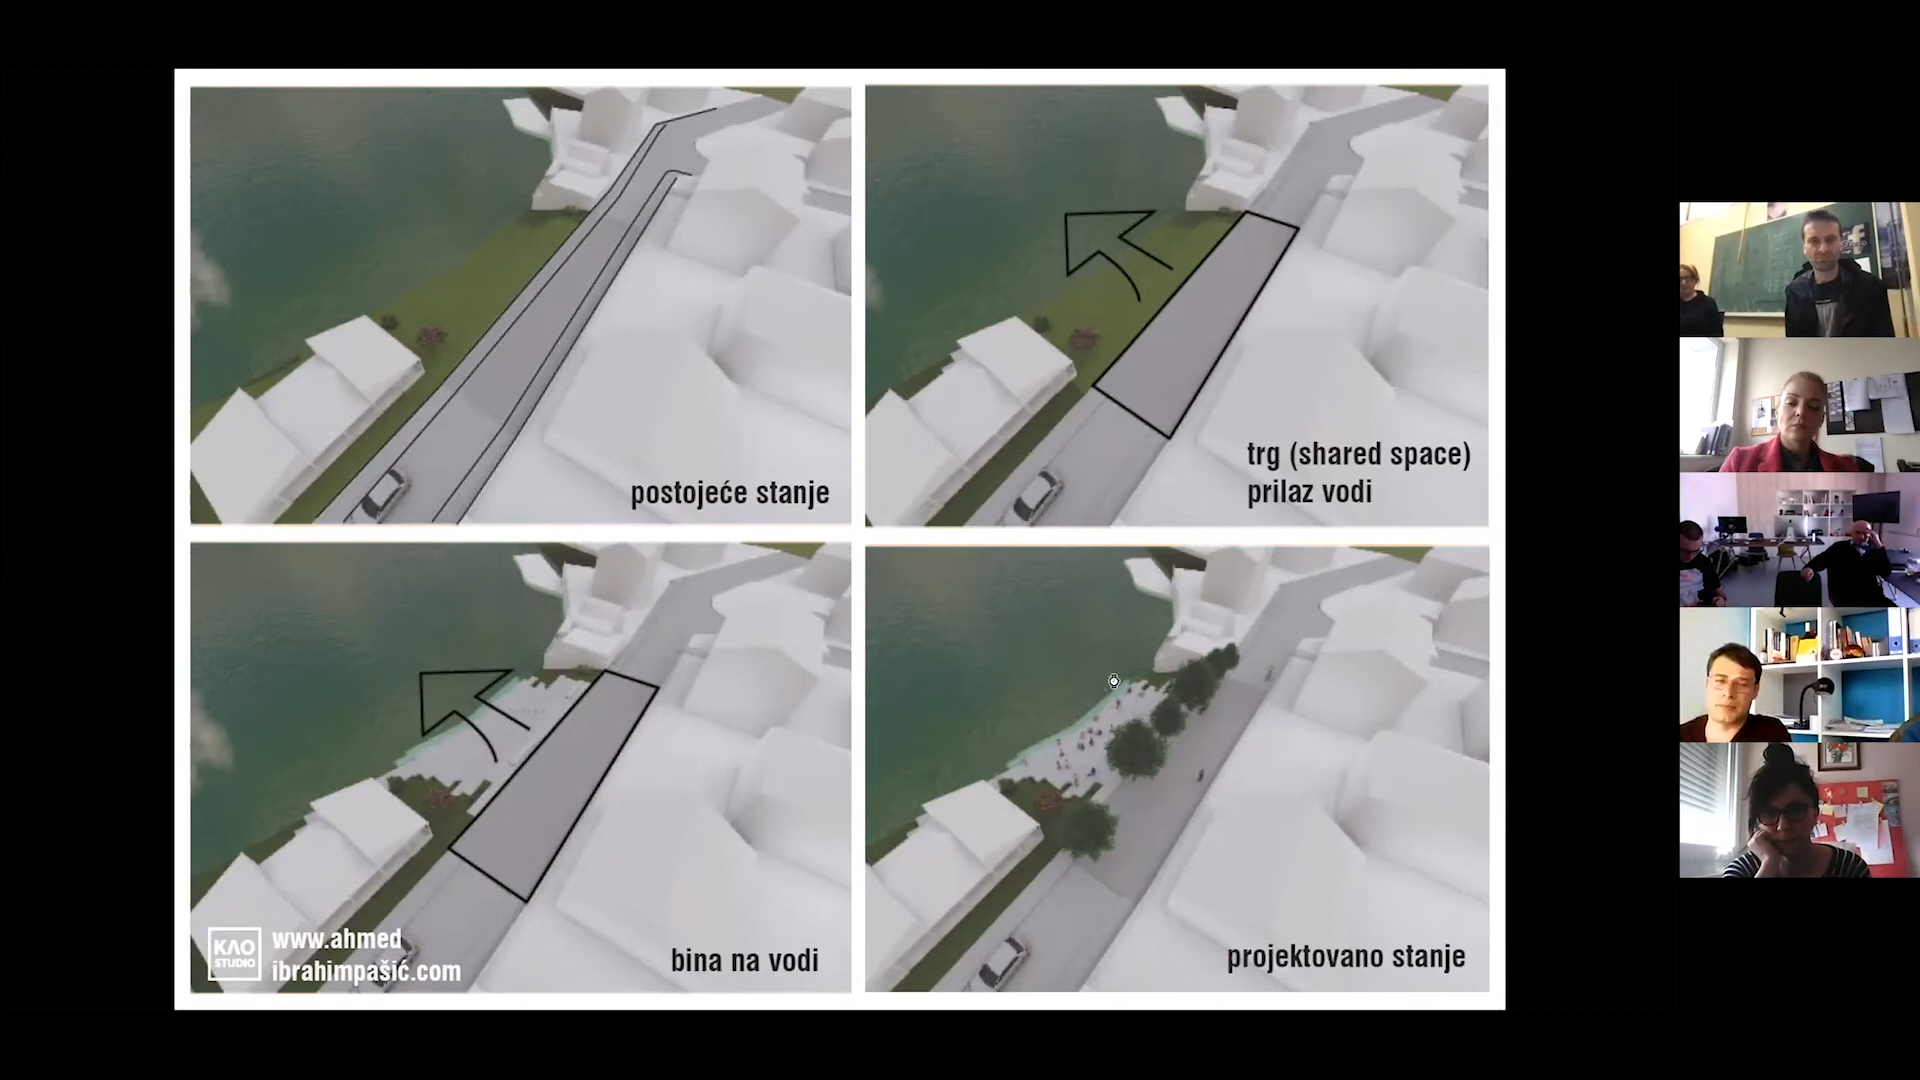 postojeće stanje
trg (shared space)
prilaz vodi
KAO
STUDIO
www.ahmed
ibrahimpašić.com
bina na vodi
projektovano stanje